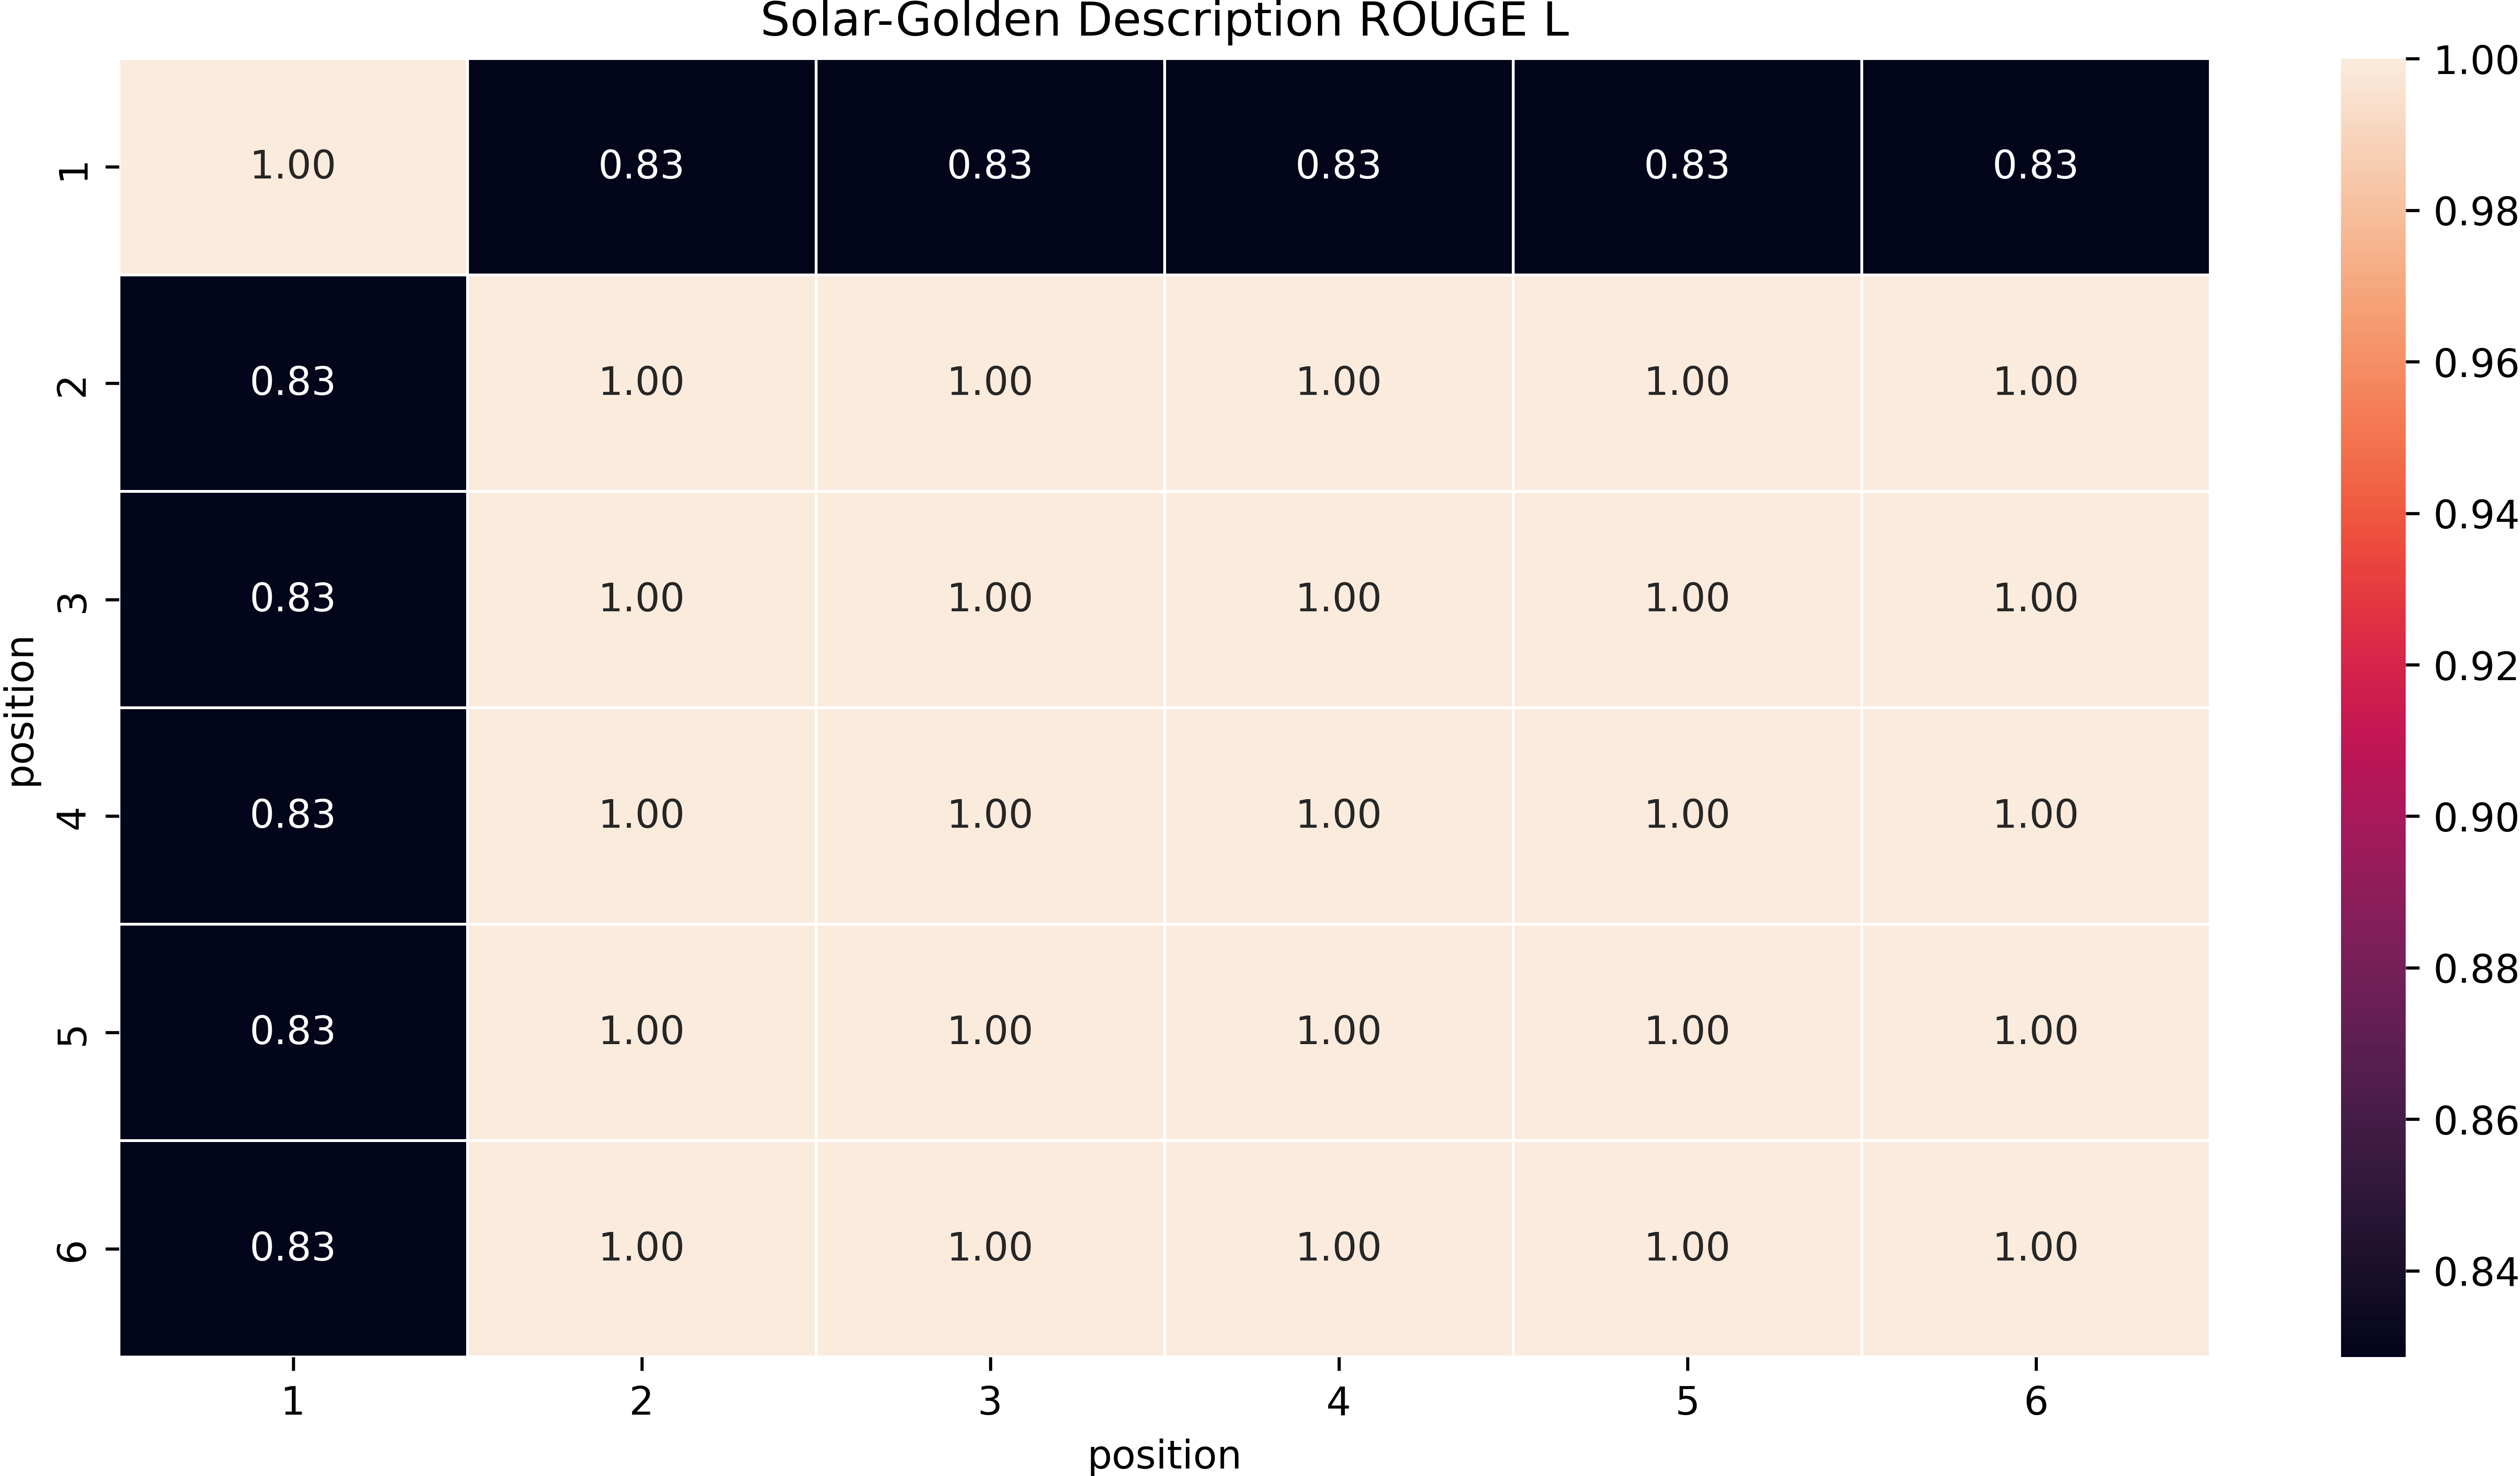 Solar-Golden Description ROUGE L
1 1.00 0.83 0.83 0.83 0.83 0.83
2 0.83 1.00 1.00 1.00 1.00 1.00
3 0.83 1.00 1.00 1.00 1.00 1.00
4 0.83 1.00 1.00 1.00 1.00 1.00
5 0.83 1.00 1.00 1.00 1.00 1.00
6 0.83 1.00 1.00 1.00 1.00 1.00
position
1 2 3 4 5 6
position
1.00
0.98
0.96
0.94
0.92
0.90
0.88
0.86
0.84